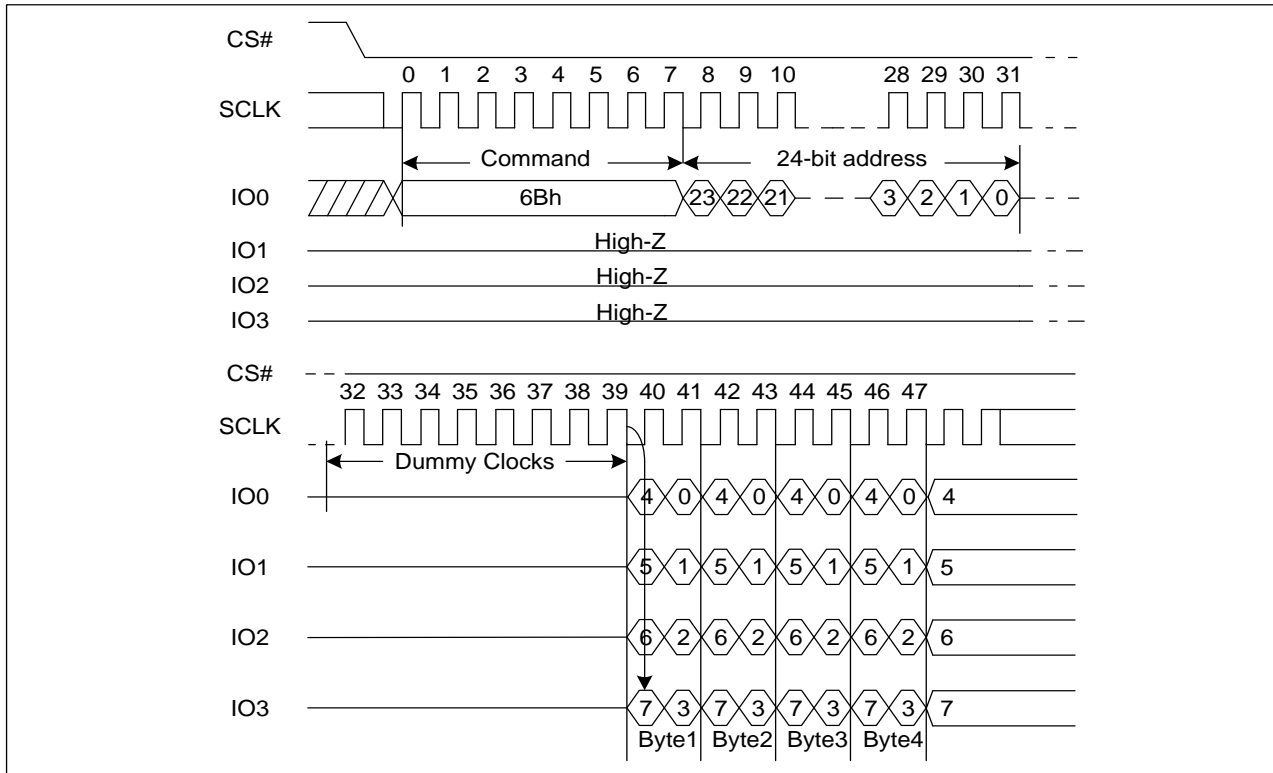 CS#
0 1 2 3 4 5 6 7 8 9 10 28 29 30 31
SCLK
Command 24-bit address
IO0 6Bh 23 22 21 3 2 1 0
IO1 High-Z
IO2 High-Z
IO3 High-Z
CS#
32 33 34 35 36 37 38 39 40 41 42 43 44 45 46 47
SCLK
Dummy Clocks
IO0 4 0 4 0 4 0 4 0 4
IO1 5 1 5 1 5 1 5 1 5
IO2 6 2 6 2 6 2 6 2 6
IO3 7 3 7 3 7 3 7 3 7
Byte1 Byte2 Byte3 Byte4